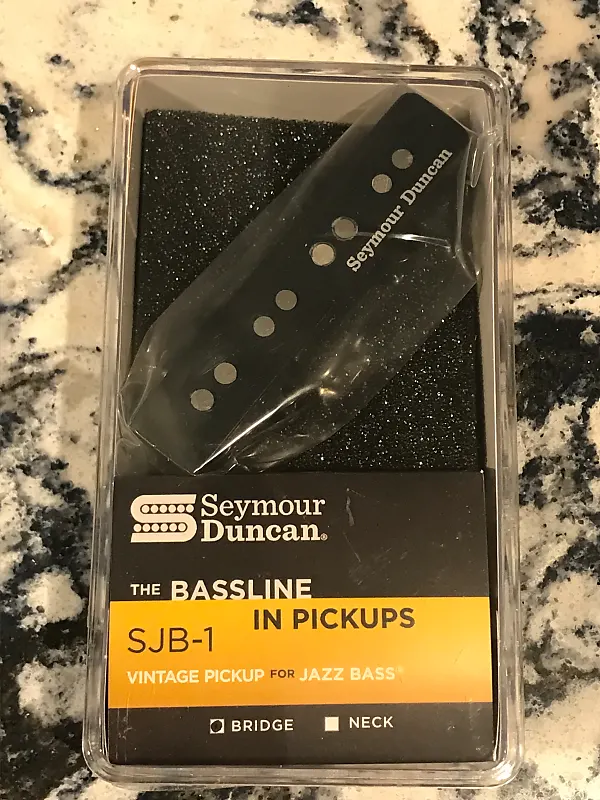 Seymour Duncan
Seymour
Duncan®
THE BASSLINE
IN PICKUPS
SJB-1
VINTAGE PICKUP FOR JAZZ BASS®
BRIDGE NECK